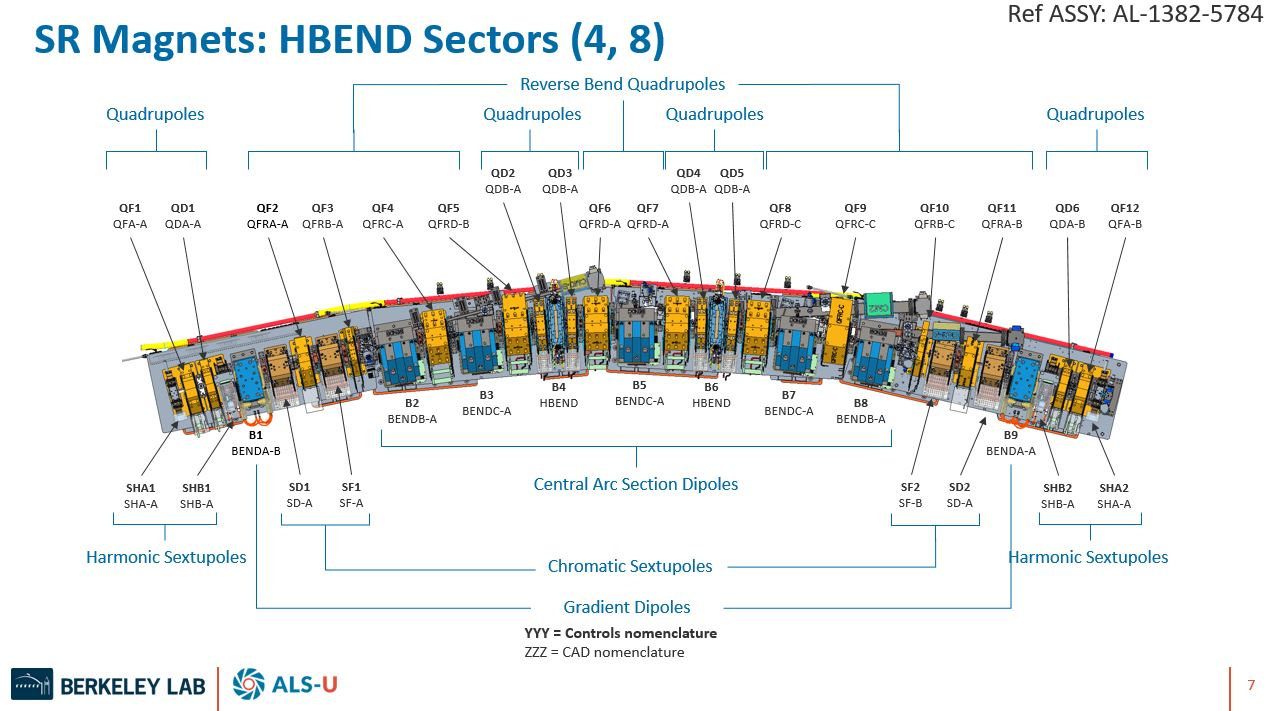 Ref ASSY: AL-1382-5784
SR Magnets: HBEND Sectors (4, 8)
Reverse Bend Quadrupoles
Quadrupoles
Quadrupoles
Quadrupoles
Quadrupoles
QD2
QDB-A
QD3
QDB-A
QD4
QDB-A
QD5
QDB-A
QF1
QFA-A
QD1
QDA-A
QF2
QFRA-A
QF3
QFRB-A
QF4
QFRC-A
QF5
QFRD-B
QF6
QFRD-A
QF7
QFRD-A
QF8
QFRD-C
QF9
QFRC-C
QF10
QFRB-C
QF11
QFRA-B
QD6
QDA-B
QF12
QFA-B
B1
BENDA-B
B2
BENDB-A
B3
BENDC-A
B4
HBEND
B5
BENDC-A
B6
HBEND
B7
BENDC-A
B8
BENDB-A
B9
BENDA-A
SHA1
SHA-A
SHB1
SHB-A
SD1
SD-A
SF1
SF-A
Central Arc Section Dipoles
SF2
SF-B
SD2
SD-A
SHB2
SHB-A
SHA2
SHA-A
Harmonic Sextupoles
Chromatic Sextupoles
Harmonic Sextupoles
Gradient Dipoles
YYY = Controls nomenclature
ZZZ = CAD nomenclature
BERKELEY LAB
ALS-U
7